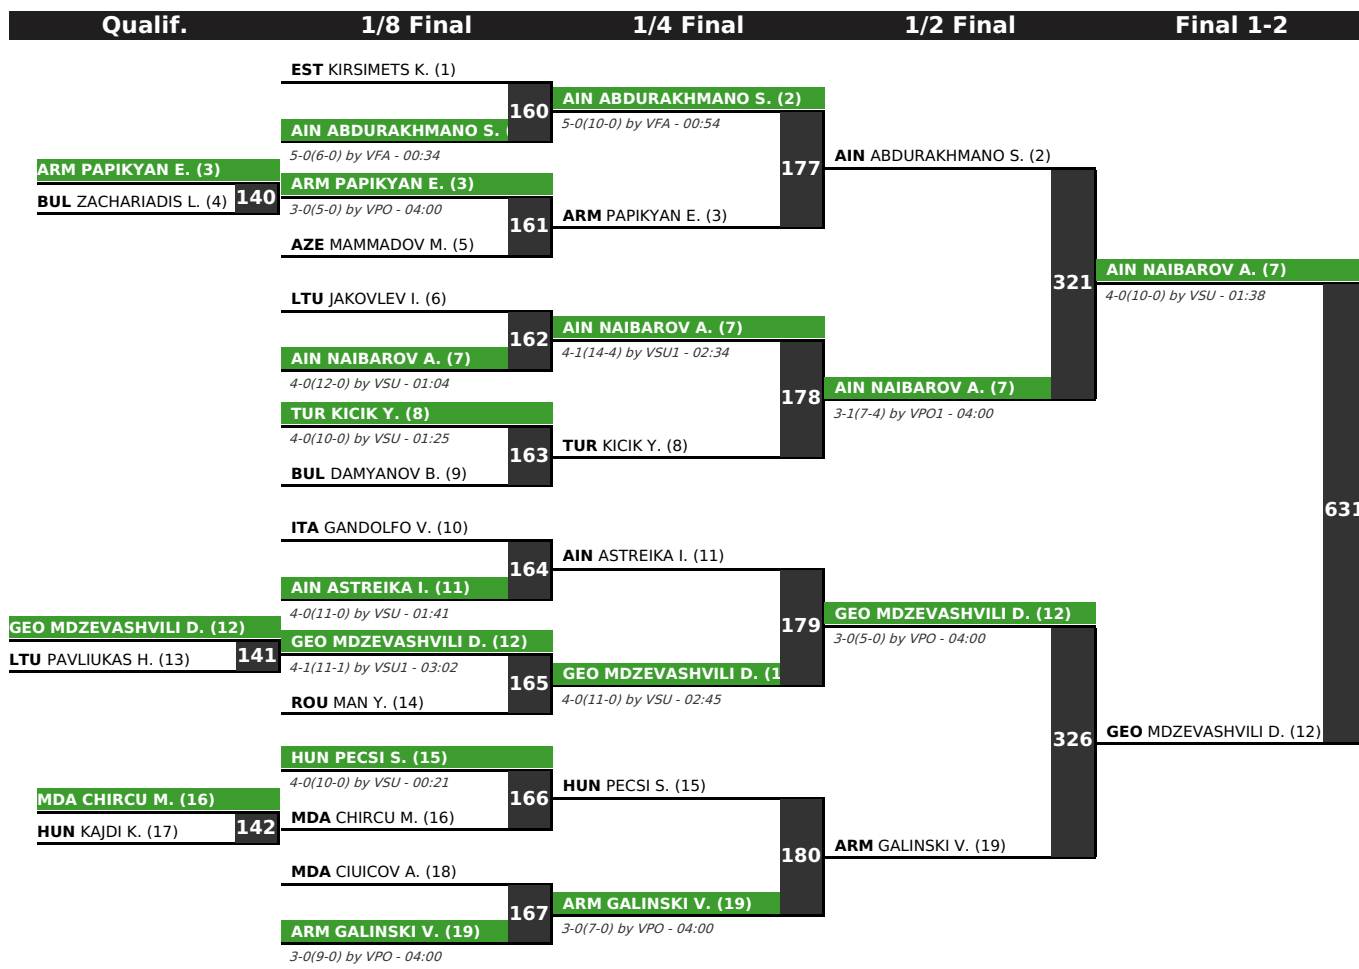 Qualif. 1/8 Final 1/4 Final 1/2 Final Final 1-2
EST KIRSIMETS K. (1)
160
AIN ABDURAKHMANO S. (
5-0(6-0) by VFA - 00:34
ARM PAPIKYAN E. (3)
BUL ZACHARIADIS L. (4)
140
ARM PAPIKYAN E. (3)
3-0(5-0) by VPO - 04:00
161
AZE MAMMADOV M. (5)
LTU JAKOVLEV I. (6)
162
AIN NAIBAROV A. (7)
4-0(12-0) by VSU - 01:04
TUR KICIK Y. (8)
4-0(10-0) by VSU - 01:25
163
BUL DAMYANOV B. (9)
ITA GANDOLFO V. (10)
164
AIN ASTREIKA I. (11)
4-0(11-0) by VSU - 01:41
GEO MDZEVASHVILI D. (12)
LTU PAVLIUKAS H. (13)
141
GEO MDZEVASHVILI D. (12)
4-1(11-1) by VSU1 - 03:02
165
ROU MAN Y. (14)
HUN PECSI S. (15)
4-0(10-0) by VSU - 00:21
166
MDA CHIRCU M. (16)
MDA CHIRCU M. (16)
HUN KAJDI K. (17)
142
MDA CIUICOV A. (18)
167
ARM GALINSKI V. (19)
3-0(9-0) by VPO - 04:00
AIN ABDURAKHMANO S. (2)
5-0(10-0) by VFA - 00:54
177
ARM PAPIKYAN E. (3)
AIN NAIBAROV A. (7)
4-1(14-4) by VSU1 - 02:34
178
TUR KICIK Y. (8)
AIN ASTREIKA I. (11)
179
GEO MDZEVASHVILI D. (1
4-0(11-0) by VSU - 02:45
HUN PECSI S. (15)
180
ARM GALINSKI V. (19)
3-0(7-0) by VPO - 04:00
AIN ABDURAKHMANO S. (2)
321
AIN NAIBAROV A. (7)
3-1(7-4) by VPO1 - 04:00
GEO MDZEVASHVILI D. (12)
3-0(5-0) by VPO - 04:00
326
ARM GALINSKI V. (19)
AIN NAIBAROV A. (7)
4-0(10-0) by VSU - 01:38
631
GEO MDZEVASHVILI D. (12)